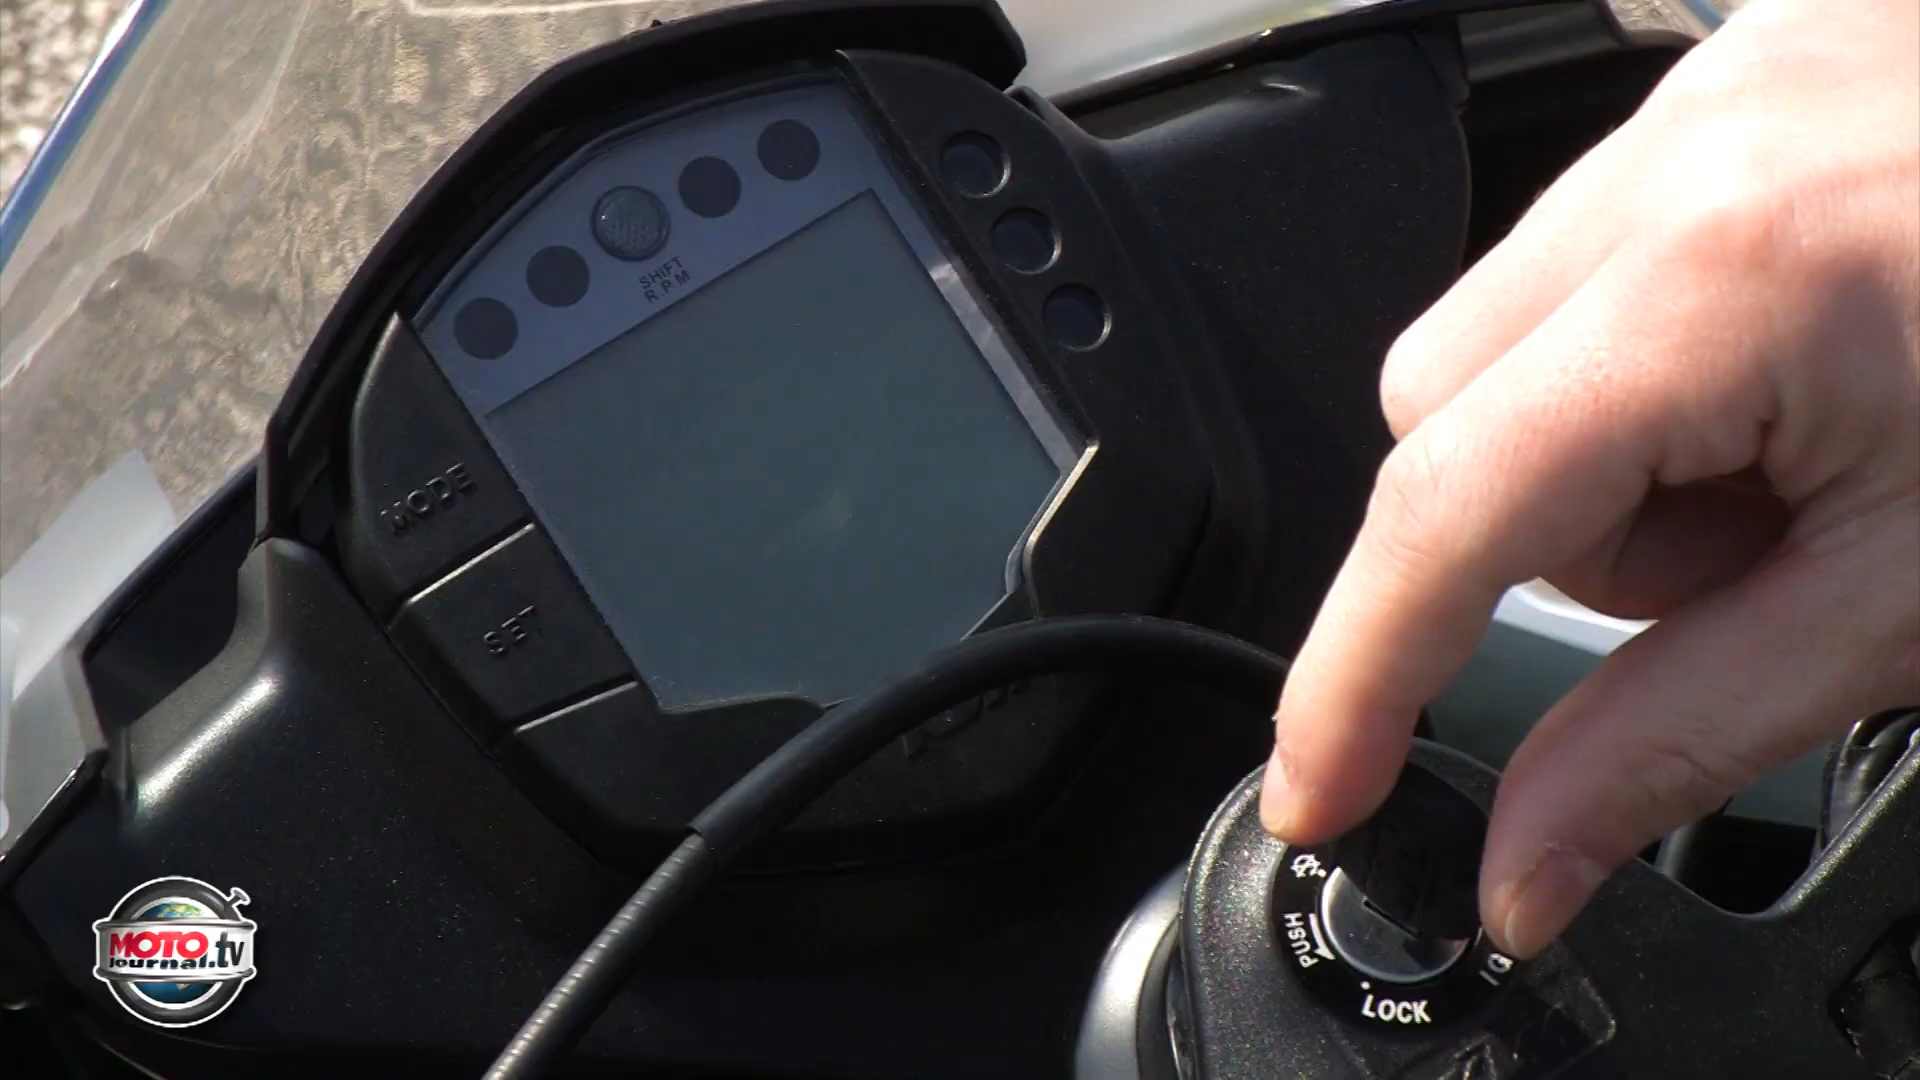 SHIFT
R.P.M
MODE
SET
PUSH
LOCK
MOTO
Journal.tv